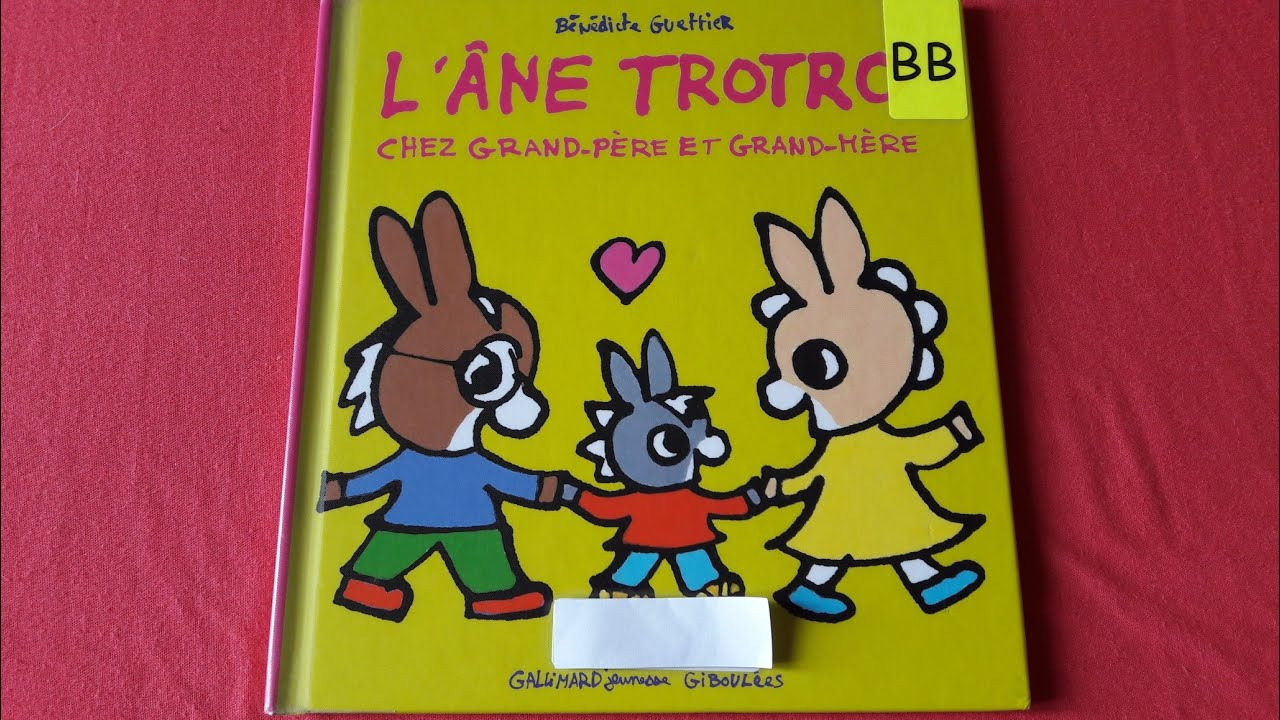 Bénédicte Guettier
L'ÂNE TROTRO
BB
CHEZ GRAND-PÈRE ET GRAND-MÈRE
GALLIMARD jeunesse GIBOULÉES